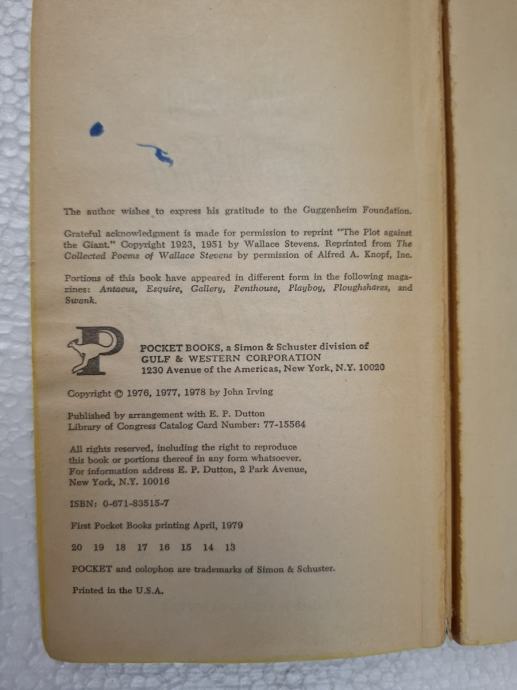 The author wishes to express his gratitude to the Guggenheim Foundation.
Grateful acknowledgment is made for permission to reprint "The Plot against
the Giant." Copyright 1923, 1951 by Wallace Stevens. Reprinted from The
Collected Poems of Wallace Stevens by permission of Alfred A. Knopf, Inc.
Portions of this book have appeared in different form in the following maga-
zines: Antaeus, Esquire, Gallery, Penthouse, Playboy, Ploughshares, and
Swank.
P
POCKET BOOKS, a Simon & Schuster division of
GULF & WESTERN CORPORATION
1230 Avenue of the Americas, New York, N.Y. 10020
Copyright © 1976, 1977, 1978 by John Irving
Published by arrangement with E. P. Dutton
Library of Congress Catalog Card Number: 77-15564
All rights reserved, including the right to reproduce
this book or portions thereof in any form whatsoever.
For information address E. P. Dutton, 2 Park Avenue,
New York, N.Y. 10016
ISBN: 0-671-83515-7
First Pocket Books printing April, 1979
20 19 18 17 16 15 14 13
POCKET and colophon are trademarks of Simon & Schuster.
Printed in the U.S.A.